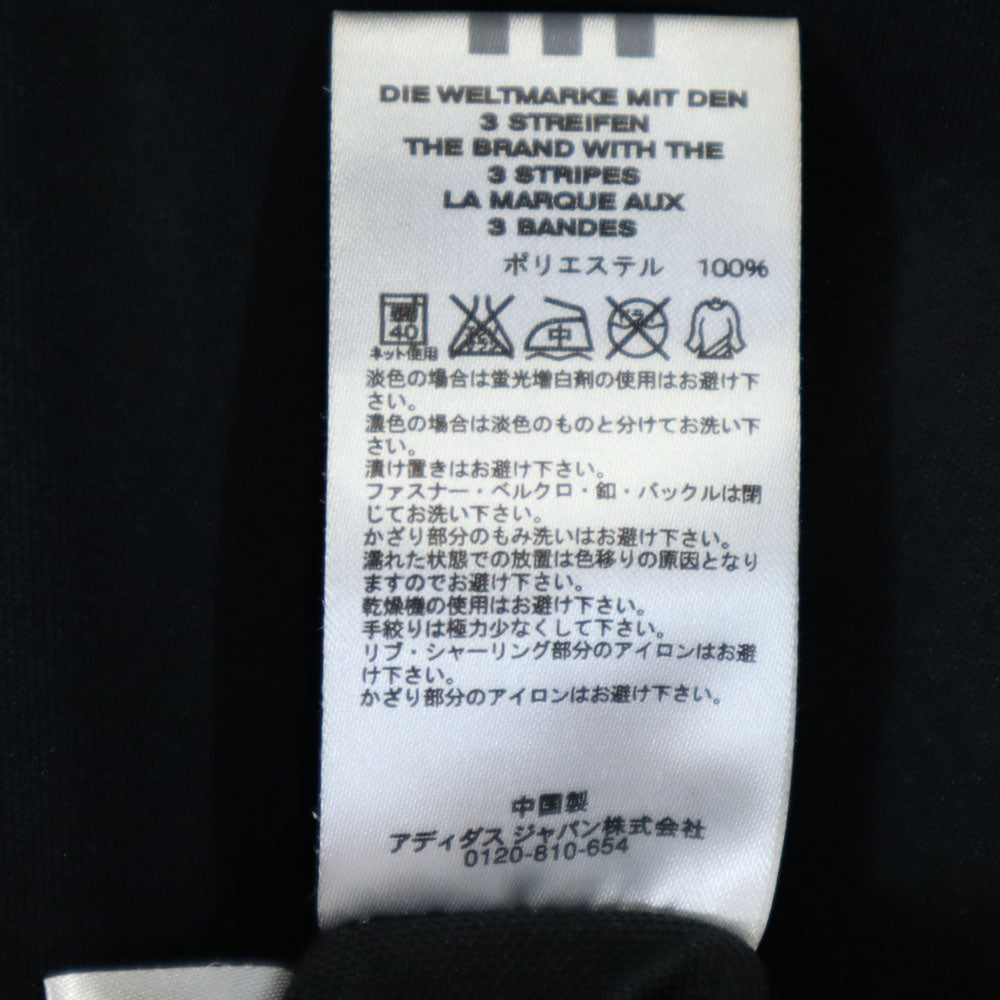 DIE WELTMARKE MIT DEN
3 STREIFEN
THE BRAND WITH THE
3 STRIPES
LA MARQUE AUX
3 BANDES
ポリエステル 100%
40 中
ネット使用
淡色の場合は蛍光増白剤の使用はお避け下
さい。
濃色の場合は淡色のものと分けてお洗い下
さい。
漬け置きはお避け下さい。
ファスナー・ベルクロ・釦・バックルは閉
じてお洗い下さい。
かざり部分のもみ洗いはお避け下さい。
濡れた状態での放置は色移りの原因となり
ますのでお避け下さい。
乾燥機の使用はお避け下さい。
手絞りは極力少なくして下さい。
リブ・シャーリング部分のアイロンはお避
け下さい。
かざり部分のアイロンはお避け下さい。
中国製
アディダス ジャパン株式会社
0120-810-654